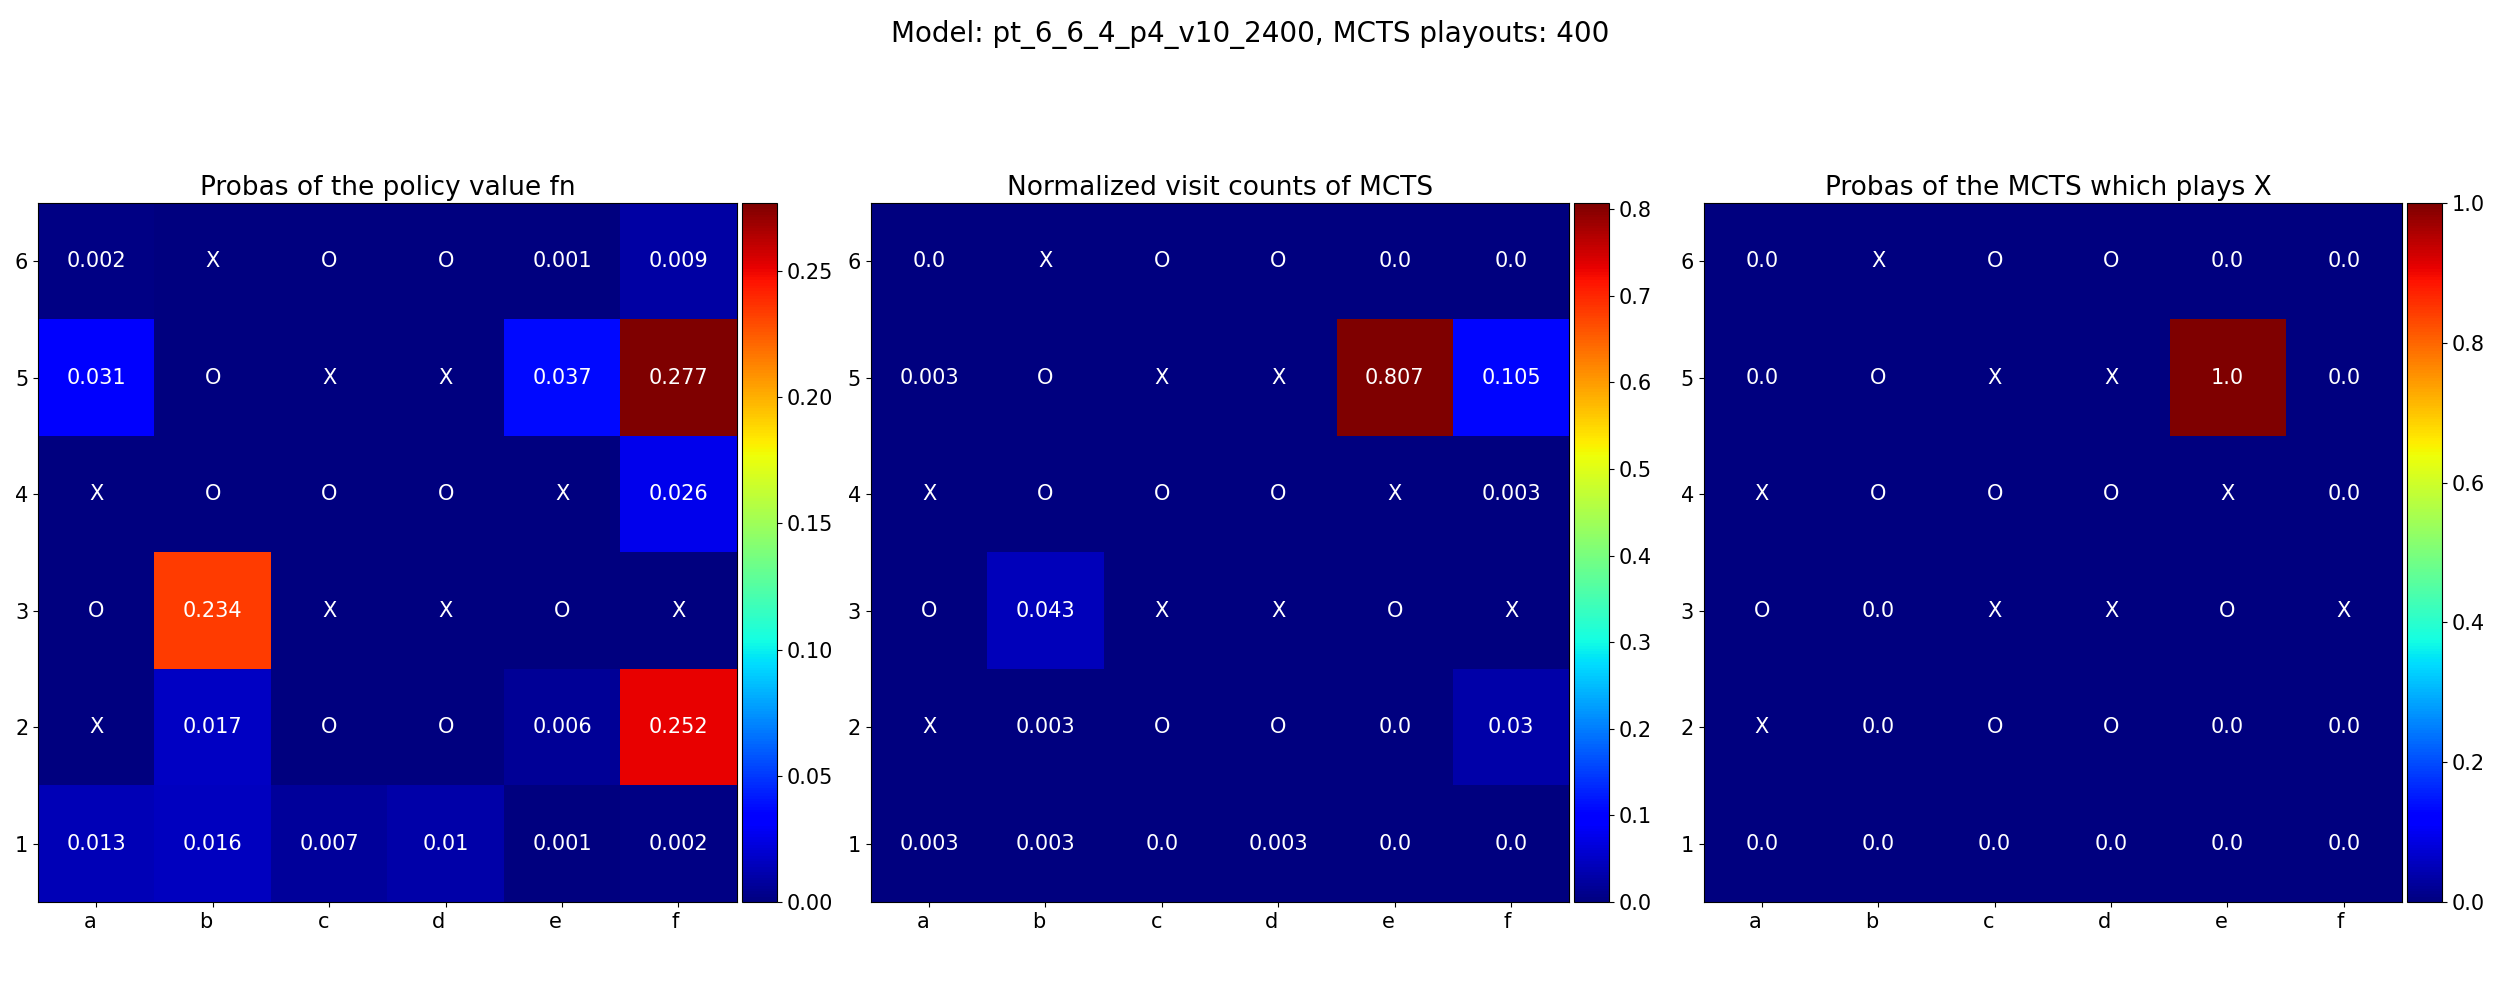 Model: pt_6_6_4_p4_v10_2400, MCTS playouts: 400
Probas of the policy value fn
6 0.002 X O O 0.001 0.009
5 0.031 O X X 0.037 0.277
4 X O O O X 0.026
3 O 0.234 X X O X
2 X 0.017 O O 0.006 0.252
1 0.013 0.016 0.007 0.01 0.001 0.002
a b c d e f
0.25
0.20
0.15
0.10
0.05
0.00
Normalized visit counts of MCTS
6 0.0 X O O 0.0 0.0
5 0.003 O X X 0.807 0.105
4 X O O O X 0.003
3 O 0.043 X X O X
2 X 0.003 O O 0.0 0.03
1 0.003 0.003 0.0 0.003 0.0 0.0
a b c d e f
0.8
0.7
0.6
0.5
0.4
0.3
0.2
0.1
0.0
Probas of the MCTS which plays X
6 0.0 X O O 0.0 0.0
5 0.0 O X X 1.0 0.0
4 X O O O X 0.0
3 O 0.0 X X O X
2 X 0.0 O O 0.0 0.0
1 0.0 0.0 0.0 0.0 0.0 0.0
a b c d e f
1.0
0.8
0.6
0.4
0.2
0.0